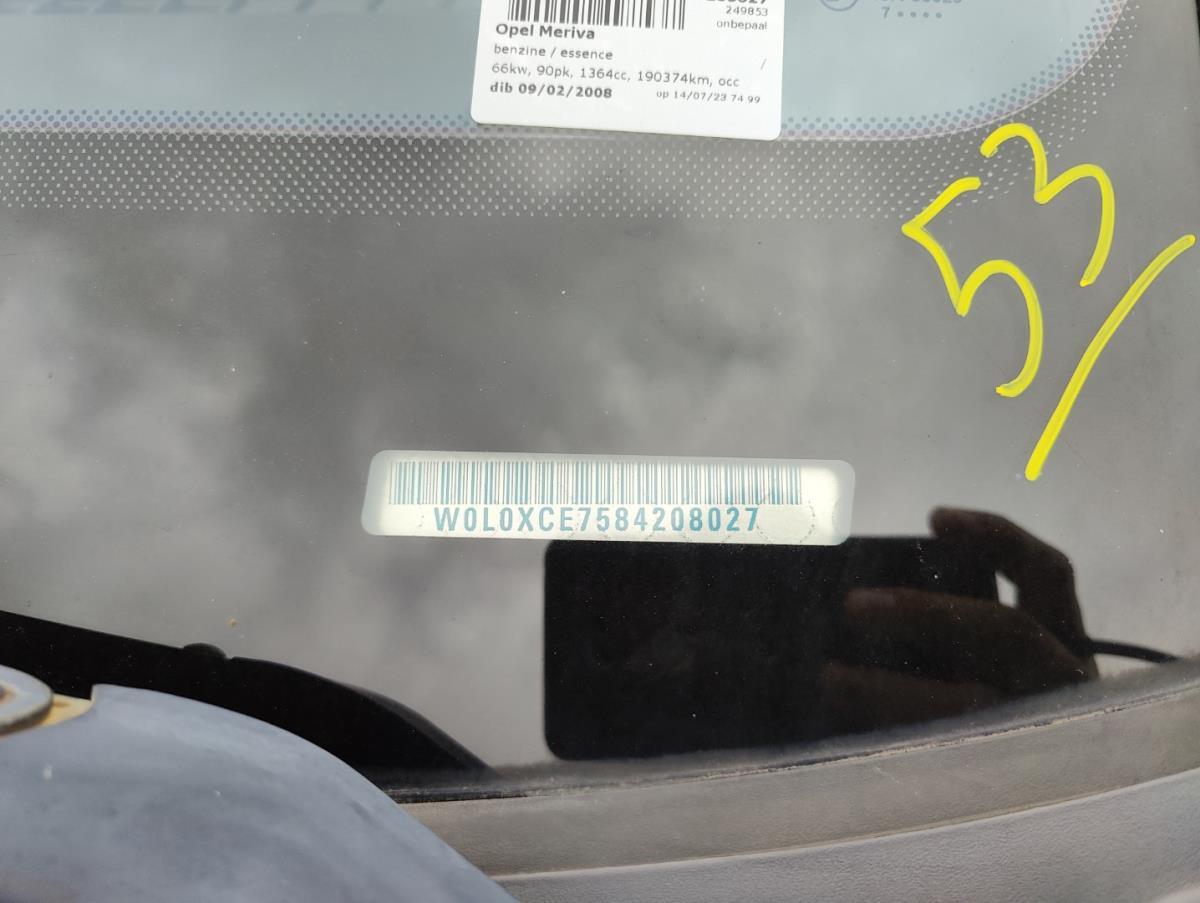 249853
onbepaal
7 ••••
Opel Meriva
benzine / essence /
66kw, 90pk, 1364cc, 190374km, occ
dib 09/02/2008 op 14/07/23 74 99
53/
W0L0XCE7584208027